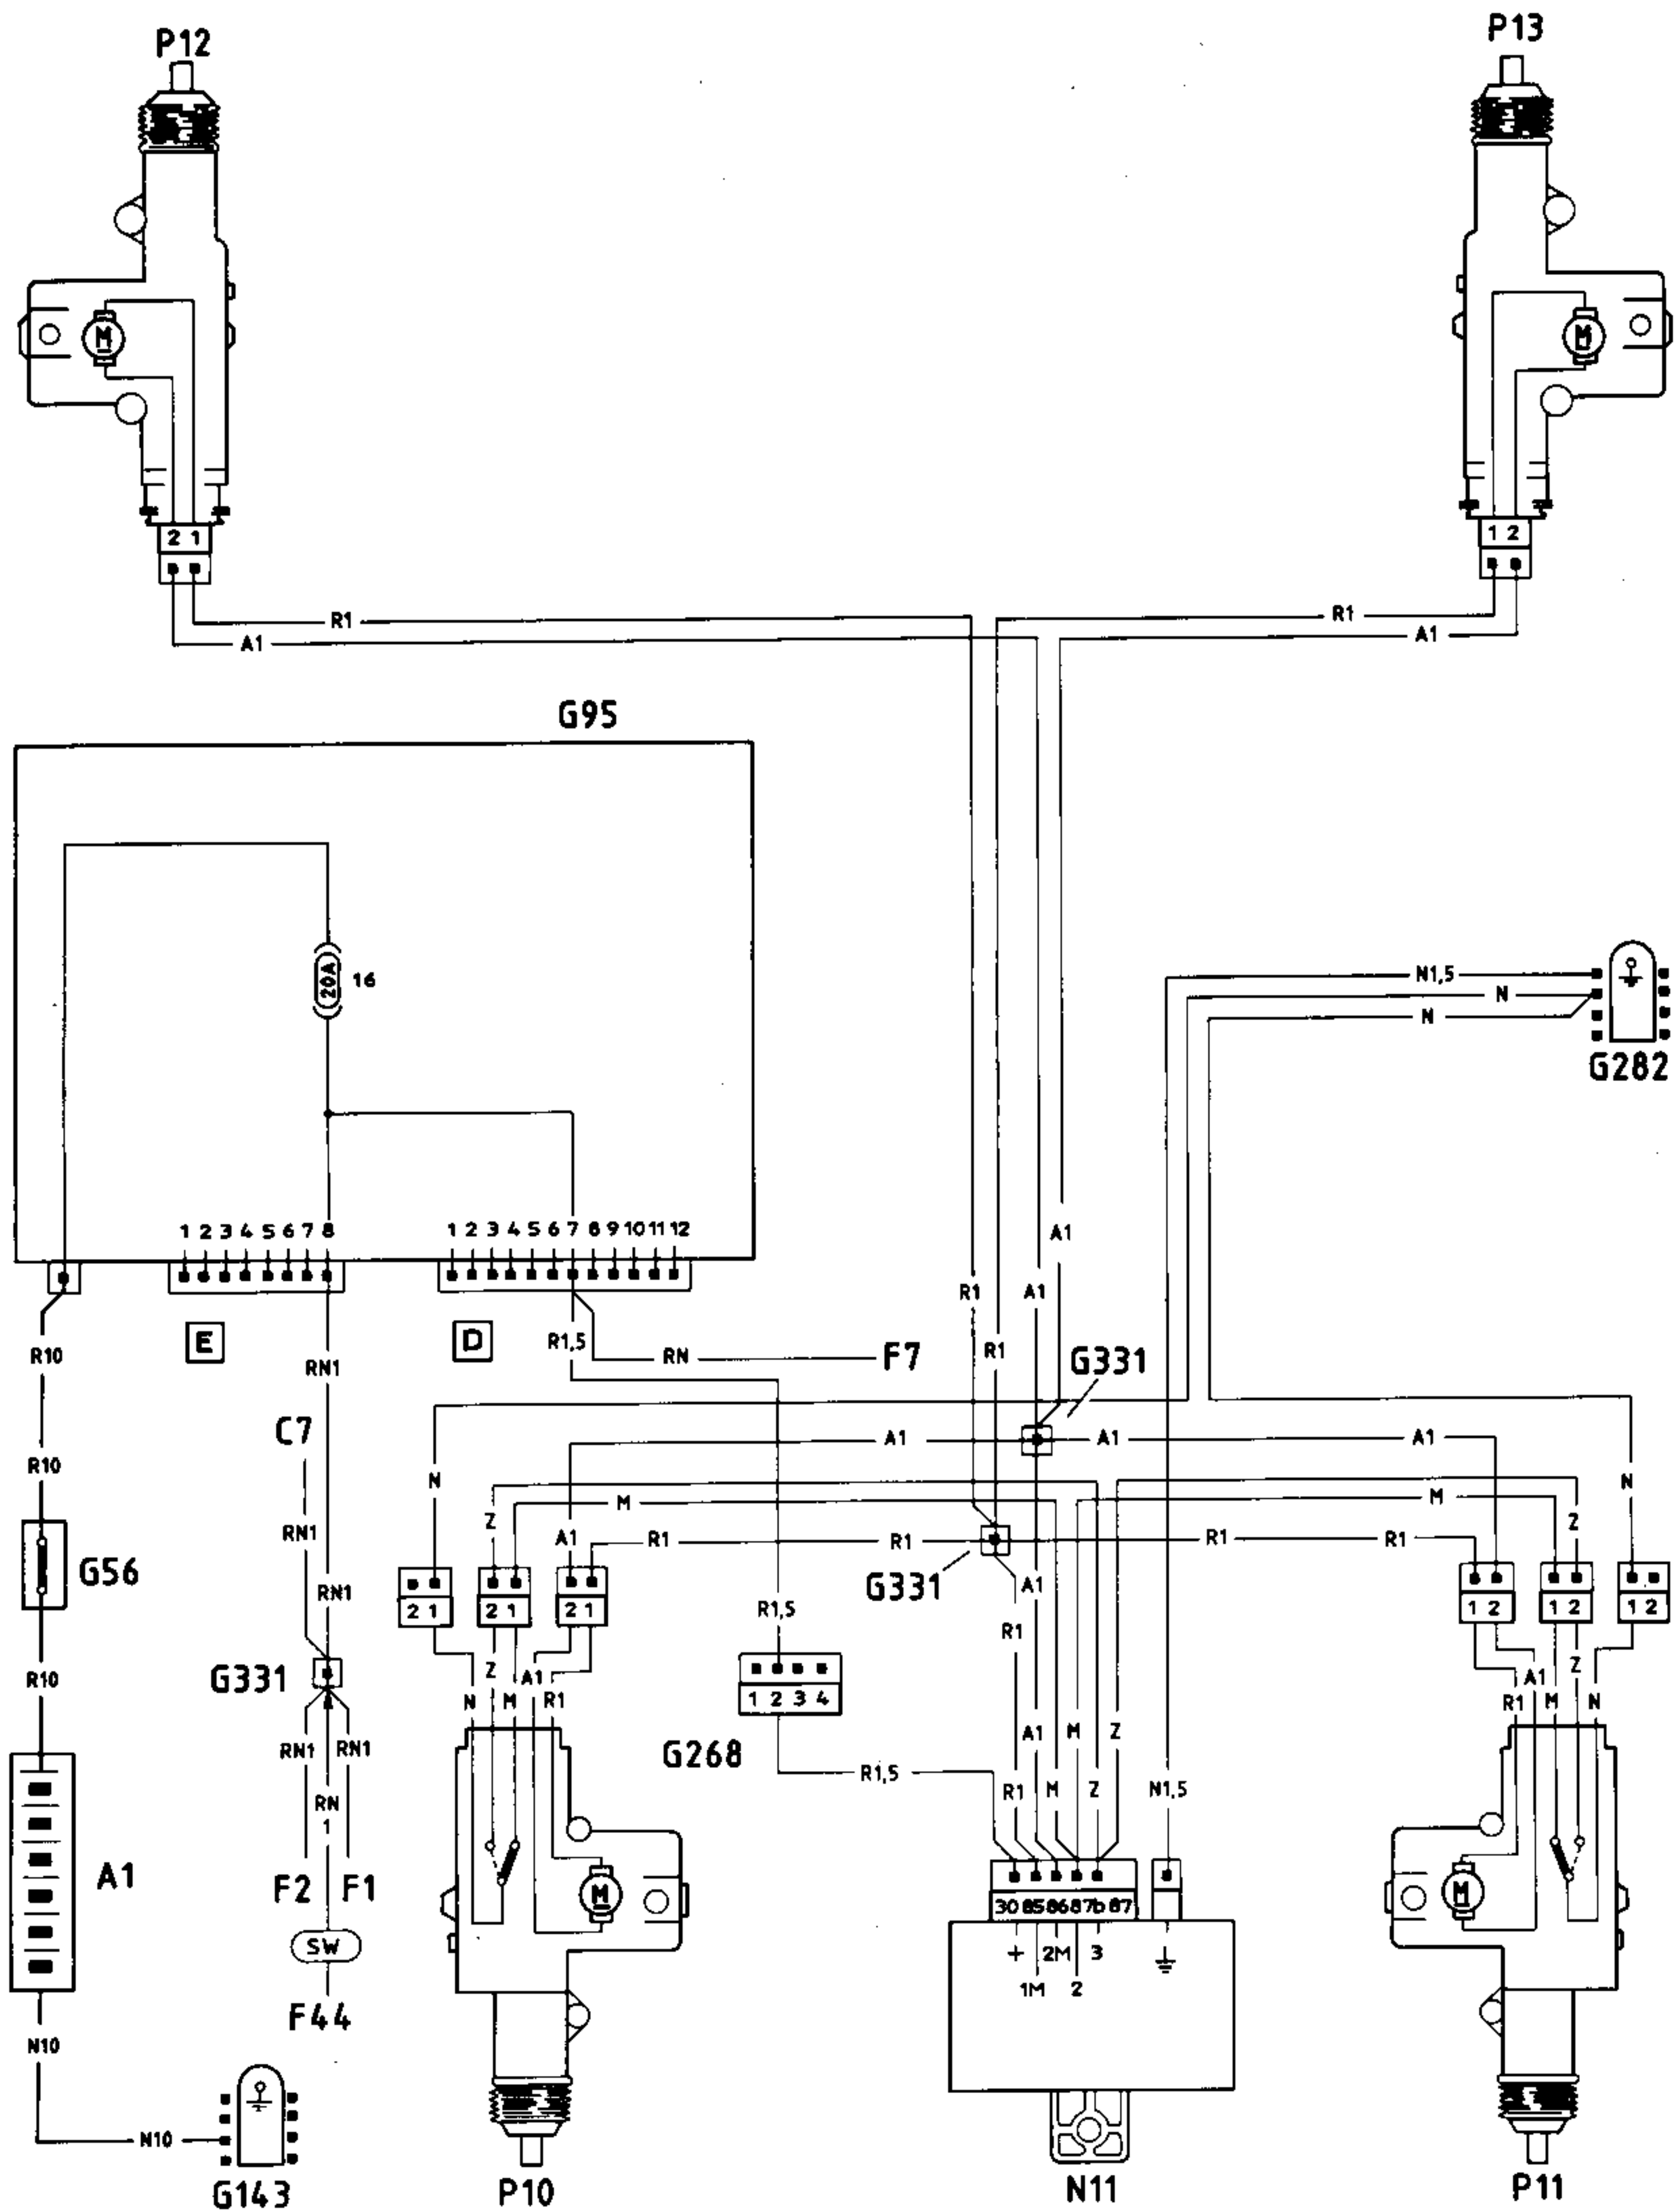 P12
P13
M
M
2 1
1 2
R1
R1
A1
A1
G95
20A
16
N1,5
N
N
G282
1 2 3 4 5 6 7 8
1 2 3 4 5 6 7 8 9 10 11 12
A1
R1
A1
E
D
R10
RN1
R1,5
RN
F7
R1
G331
C7
A1
A1
A1
R10
N
M
M
N
Z
Z
RN1
A1
R1
R1
R1
R1
G56
G331
A1
RN1
2 1
2 1
2 1
R1,5
1 2
1 2
1 2
R1
R10
G331
Z
A1
Z
A1
N
M
R1
1 2 3 4
R1
M
N
RN1
RN1
G268
A1
M
Z
R1,5
RN
1
R1
M
Z
N1,5
A1
F2
F1
M
M
30 85 86 87b 87
SW
+
2M
3
1M
2
F44
N10
N10
G143
P10
N11
P11